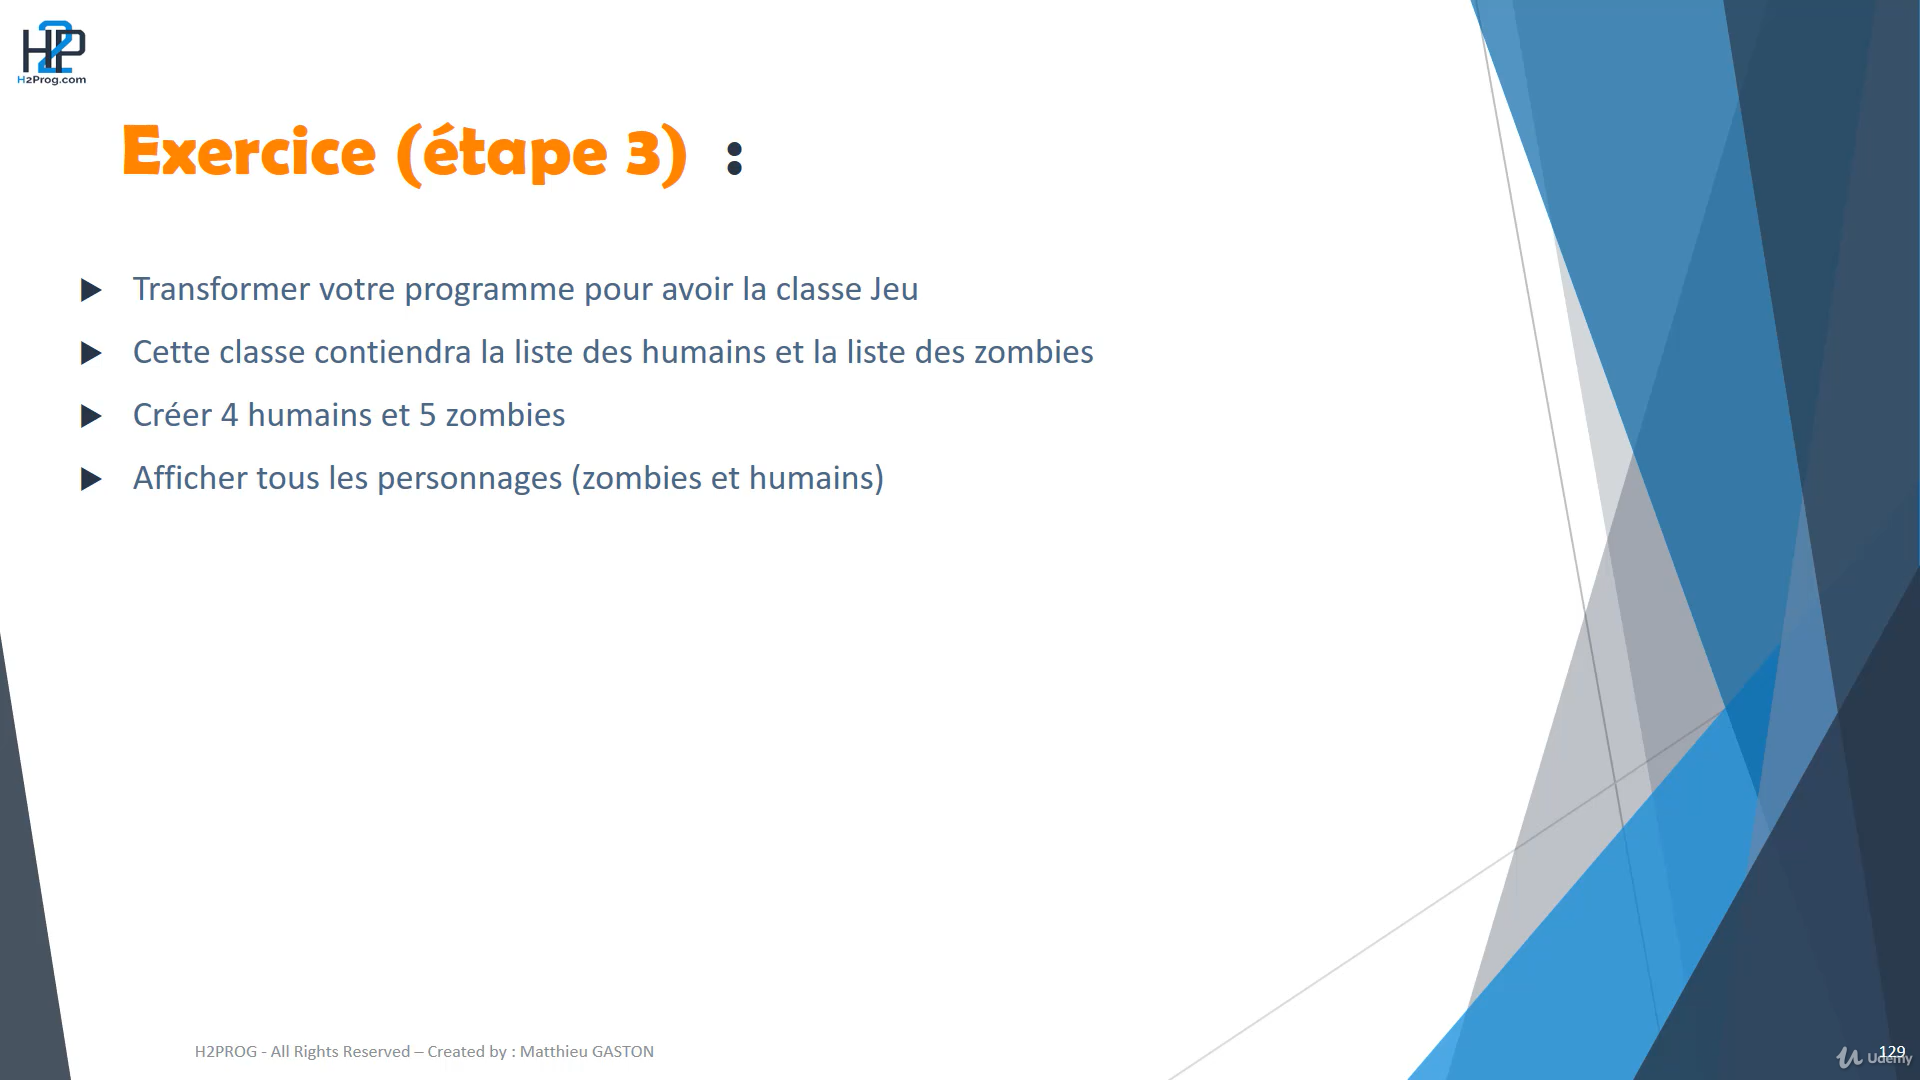 H2P
H2Prog.com
Exercice (étape 3) :
Transformer votre programme pour avoir la classe Jeu
Cette classe contiendra la liste des humains et la liste des zombies
Créer 4 humains et 5 zombies
Afficher tous les personnages (zombies et humains)
H2PROG - All Rights Reserved – Created by : Matthieu GASTON
129
Udemy